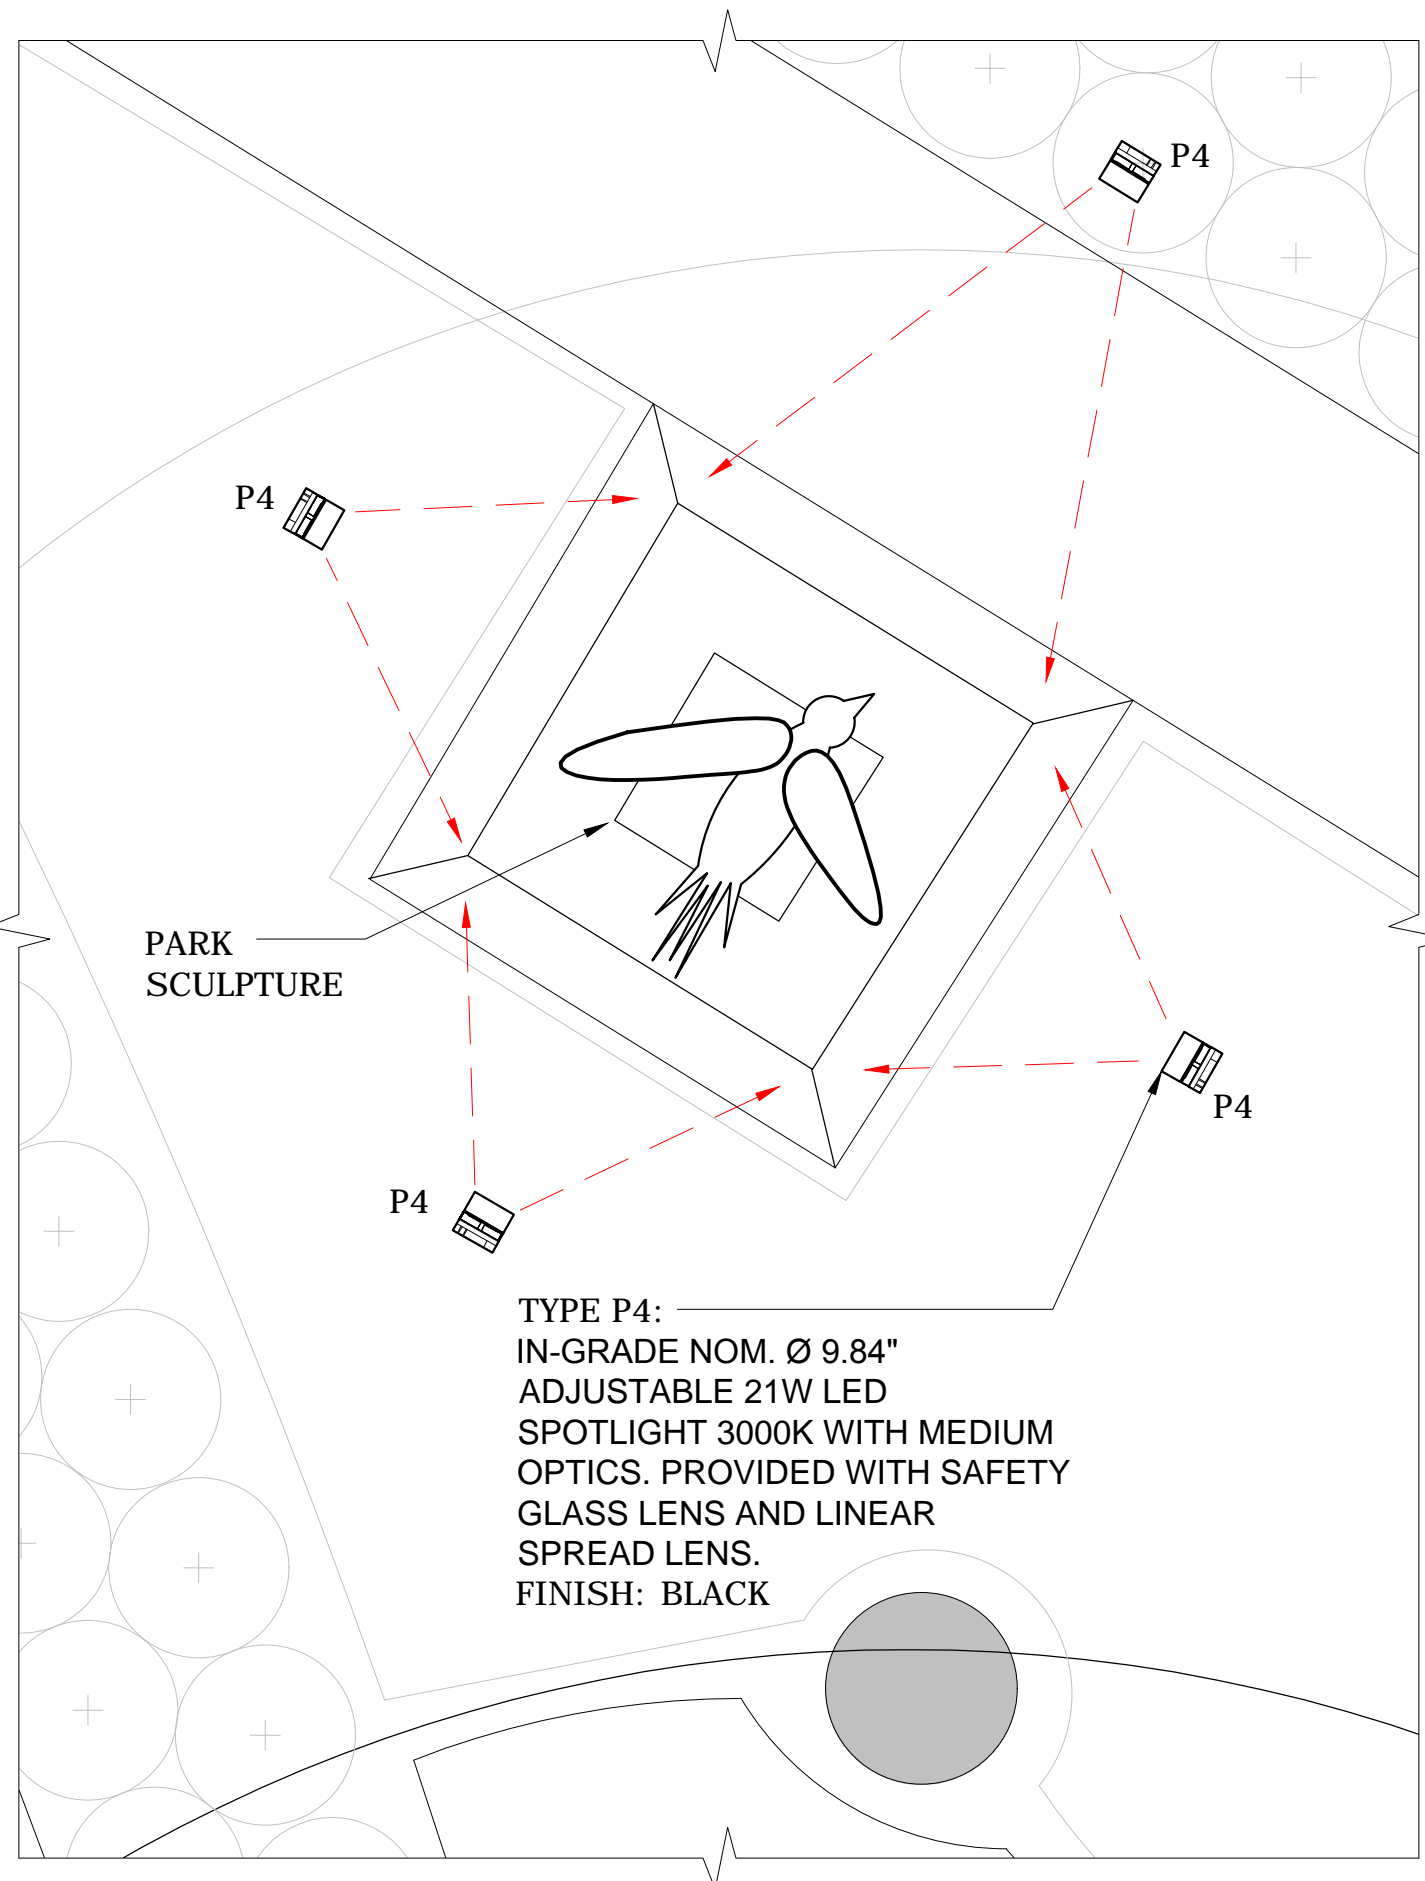 P4
P4
PARK
SCULPTURE
P4
P4
TYPE P4:
IN-GRADE NOM. Ø 9.84"
ADJUSTABLE 21W LED
SPOTLIGHT 3000K WITH MEDIUM
OPTICS. PROVIDED WITH SAFETY
GLASS LENS AND LINEAR
SPREAD LENS.
FINISH: BLACK